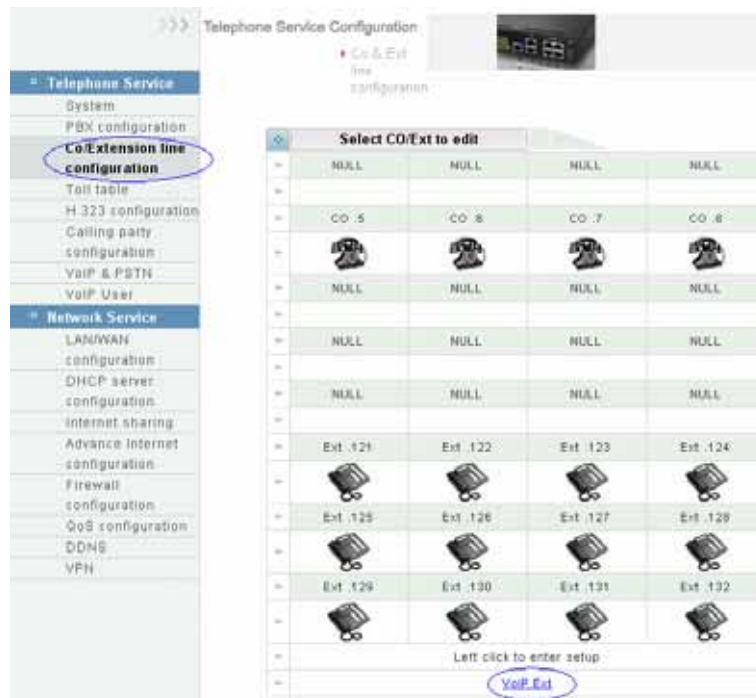 >>> Telephone Service Configuration
Co & Ext
line
configuration
Telephone Service
System
PBX configuration
Co/Extension line
configuration
Toll table
H.323 configuration
Calling party
configuration
VoIP & PSTN
VoIP User
Network Service
LAN/WAN
configuration
DHCP server
configuration
Internet sharing
Advance Internet
configuration
Firewall
configuration
QoS configuration
DDNS
VPN
Select CO/Ext to edit
NULL NULL NULL NULL
CO .5 CO .6 CO .7 CO .8
NULL NULL NULL NULL
NULL NULL NULL NULL
NULL NULL NULL NULL
Ext .121 Ext .122 Ext .123 Ext .124
Ext .125 Ext .126 Ext .127 Ext .128
Ext .129 Ext .130 Ext .131 Ext .132
Left click to enter setup
VoIP Ext